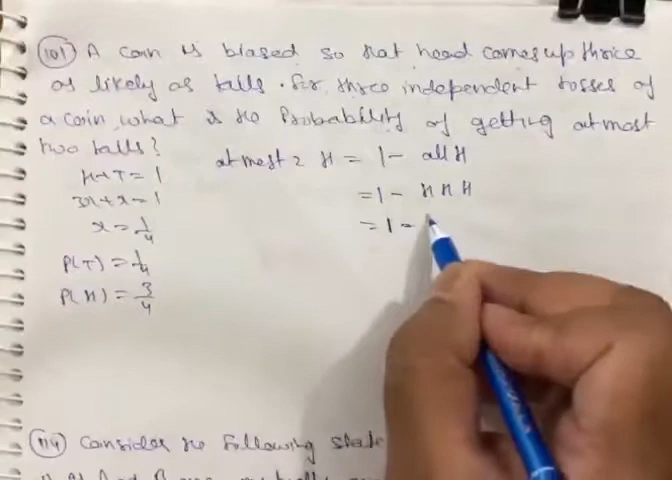 (101) A coin is biased so that head comes up thrice
as likely as tails. For three independent tosses of
a coin, what is the Probability of getting at most
two tails?
at most 2 H = 1 - all H
H+T = 1
= 1 - H H H
3x+x = 1
= 1 -
x = 1/4
P(T) = 1/4
P(H) = 3/4
(114) Consider the following state